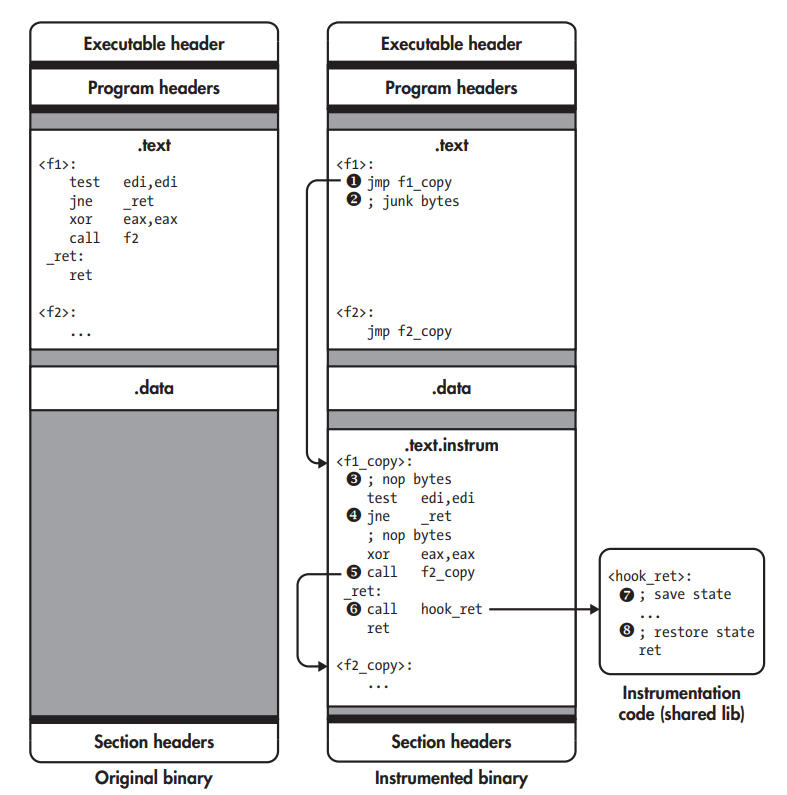 Executable header
Program headers
.text
<f1>:
test edi,edi
jne _ret
xor eax,eax
call f2
_ret:
ret
<f2>:
...
.data
Section headers
Original binary
Executable header
Program headers
.text
<f1>:
❶ jmp f1_copy
❷ ; junk bytes
<f2>:
jmp f2_copy
.data
.text.instrum
<f1_copy>:
❸ ; nop bytes
test edi,edi
❹ jne _ret
; nop bytes
xor eax,eax
❺ call f2_copy
_ret:
❻ call hook_ret
ret
<f2_copy>:
...
Section headers
Instrumented binary
<hook_ret>:
❼ ; save state
...
❽ ; restore state
ret
Instrumentation
code (shared lib)